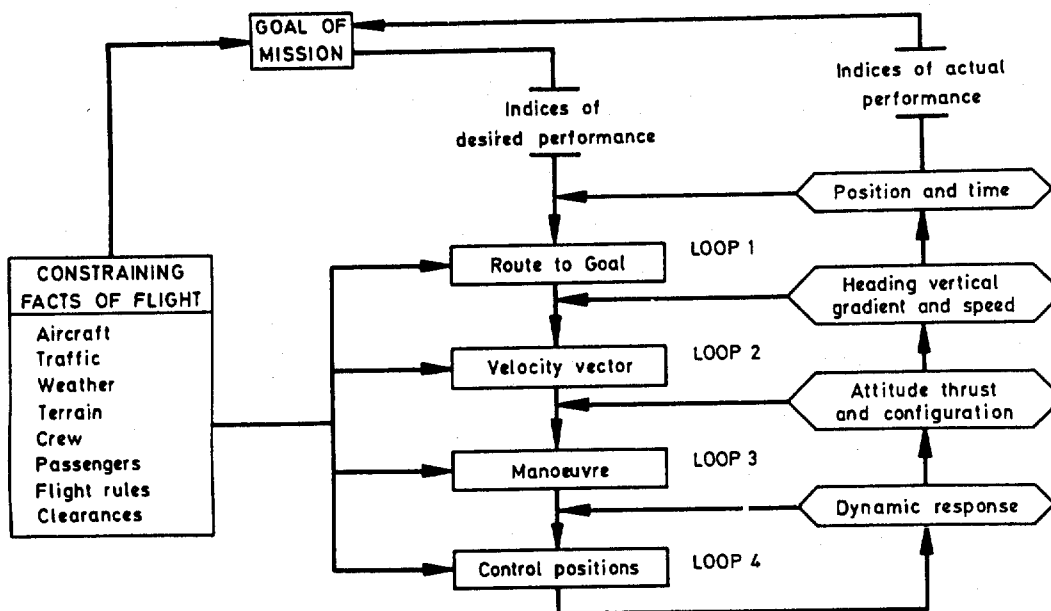 GOAL OF
MISSION
Indices of
desired performance
Indices of actual
performance
Position and time
Route to Goal
LOOP 1
Heading vertical
gradient and speed
Velocity vector
LOOP 2
Attitude thrust
and configuration
Manoeuvre
LOOP 3
Dynamic response
Control positions
LOOP 4
CONSTRAINING
FACTS OF FLIGHT
Aircraft
Traffic
Weather
Terrain
Crew
Passengers
Flight rules
Clearances